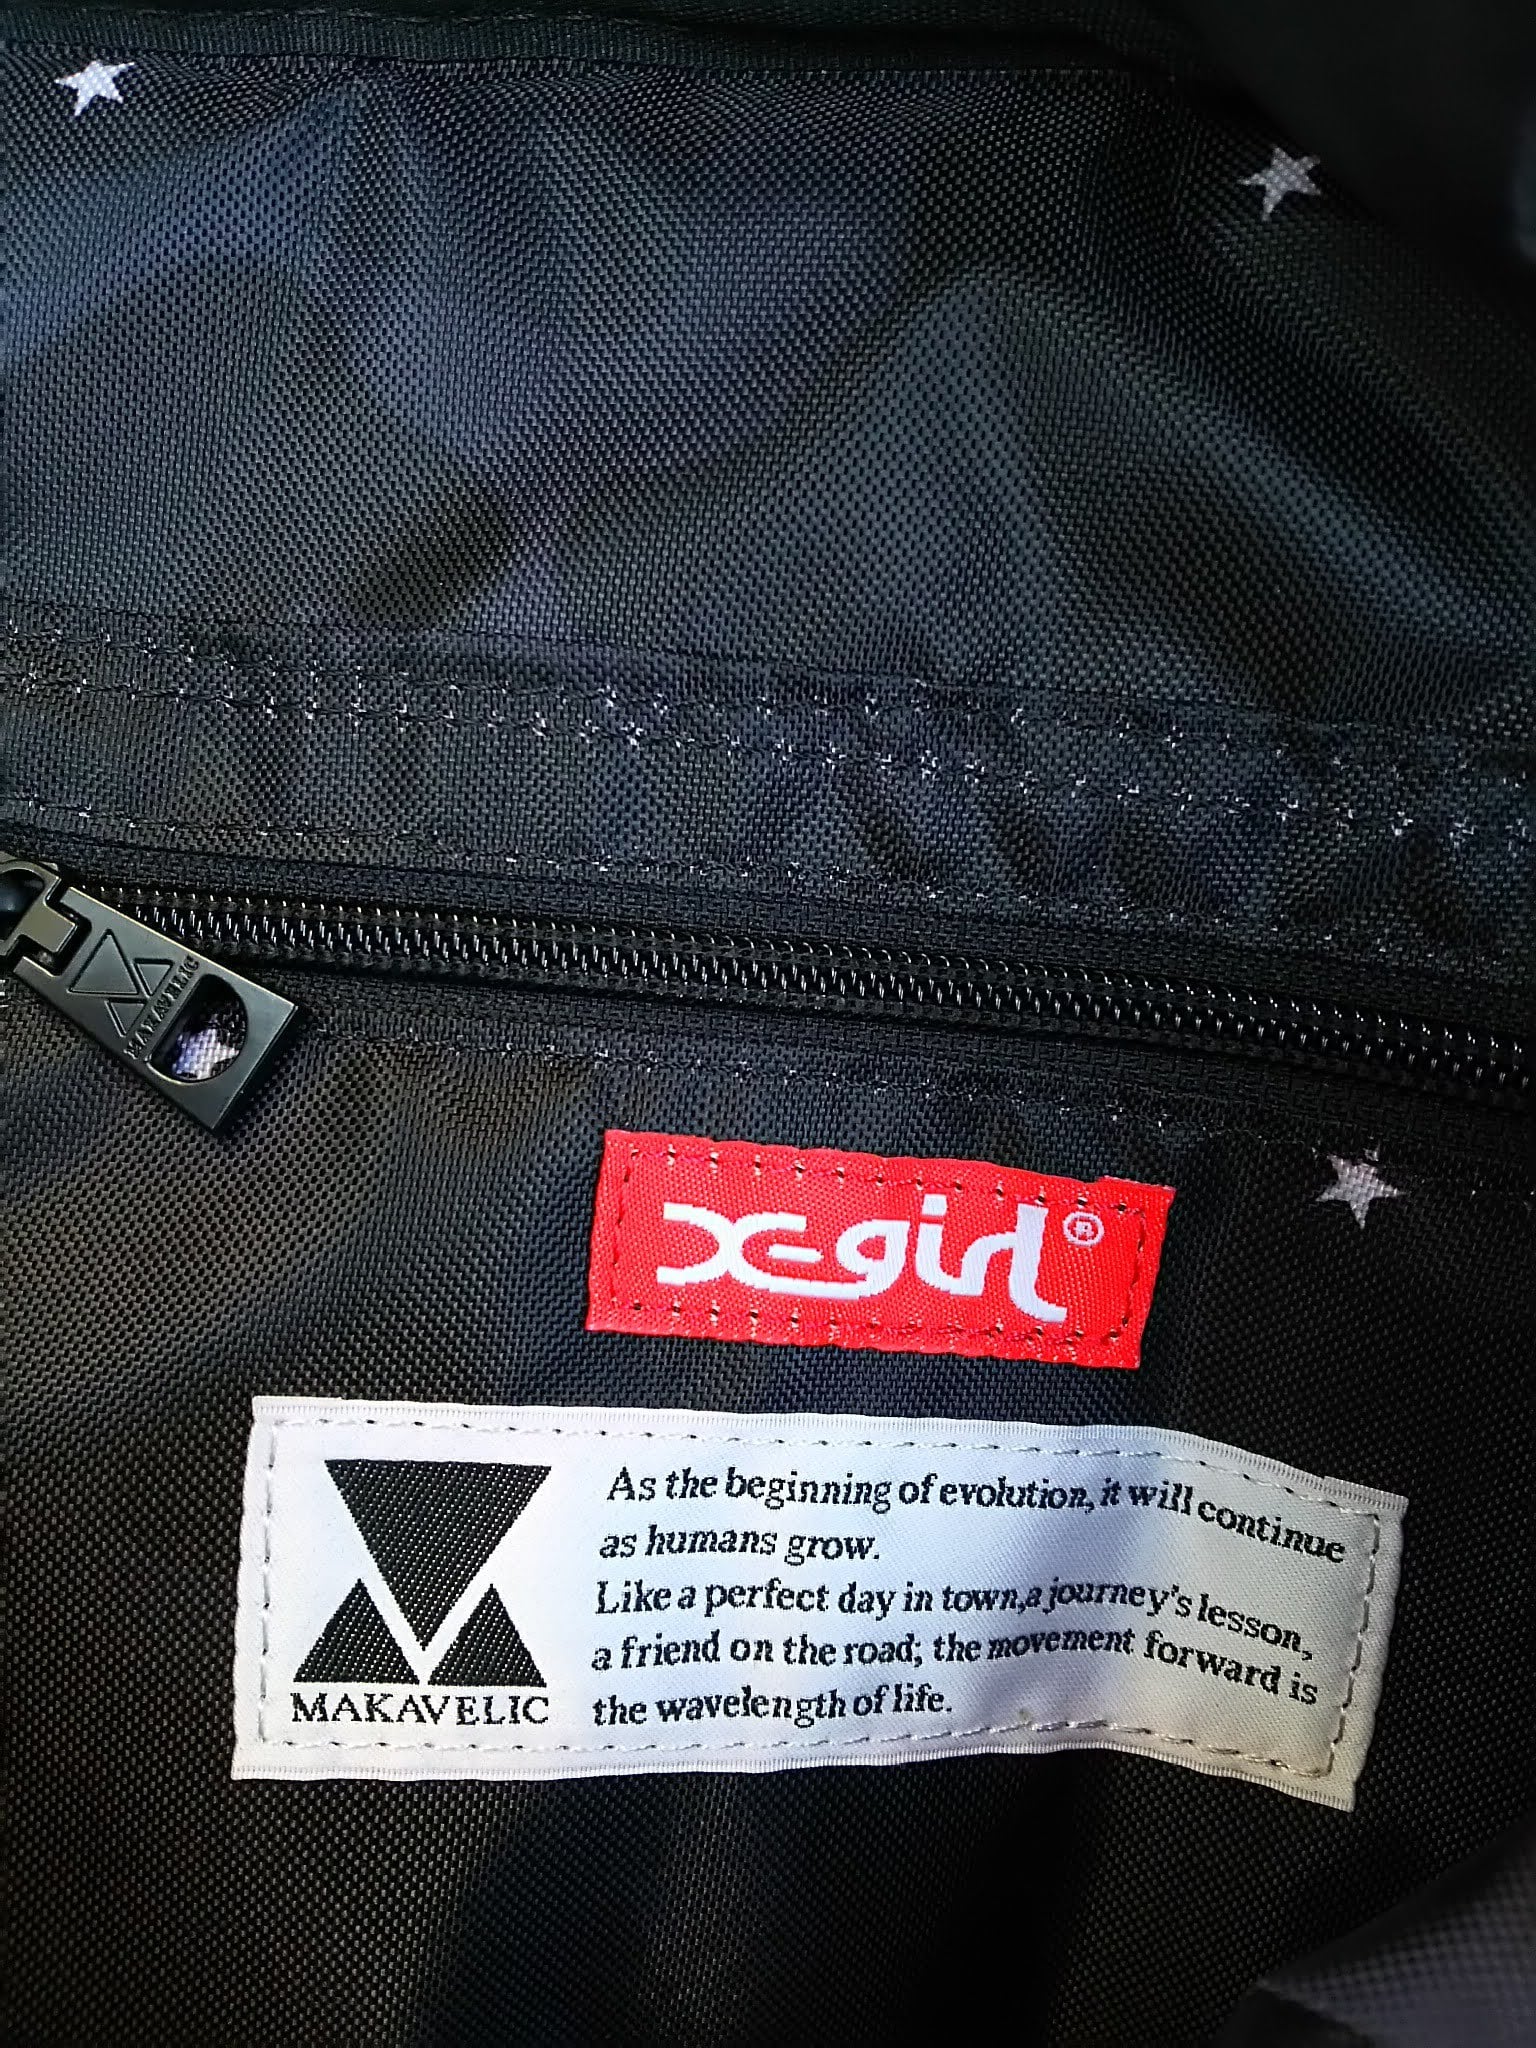 MAKAVELIC
X-girl®
As the beginning of evolution, it will continue
as humans grow.
Like a perfect day in town,a journey's lesson,
a friend on the road; the movement forward is
the wavelength of life.
MAKAVELIC